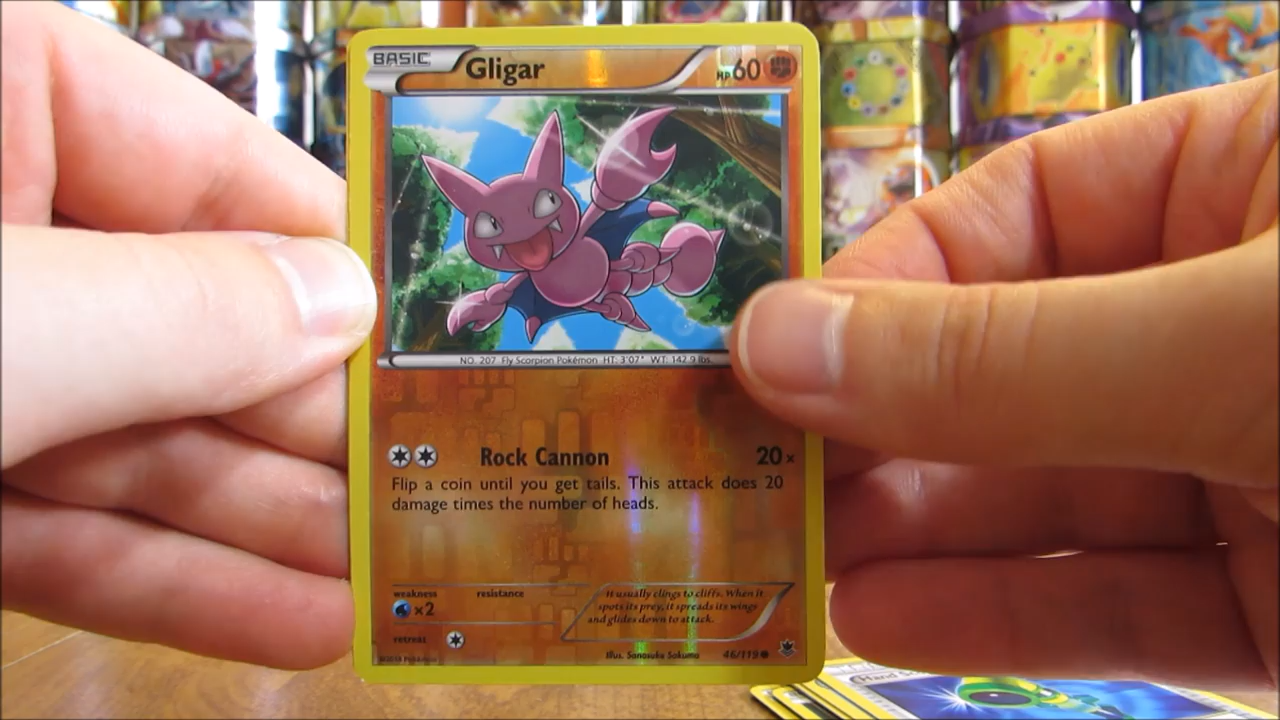 BASIC Gligar HP60
NO. 207 Fly Scorpion Pokémon HT: 3'07" WT: 142.9 lbs.
Rock Cannon 20×
Flip a coin until you get tails. This attack does 20
damage times the number of heads.
weakness resistance
×2
retreat
It usually clings to cliffs. When it
spots its prey, it spreads its wings
and glides down to attack.
Illus. Sanosuke Sakuma 46/119
Hand